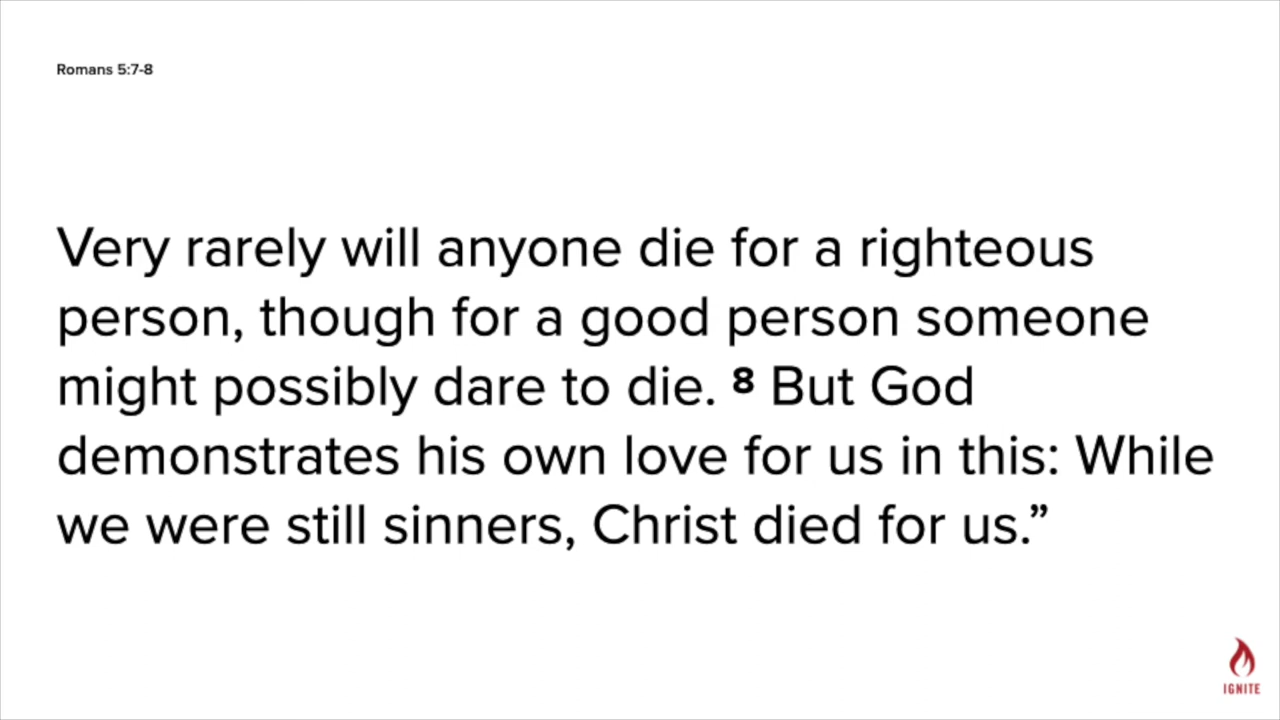 Romans 5:7-8
Very rarely will anyone die for a righteous
person, though for a good person someone
might possibly dare to die. 8 But God
demonstrates his own love for us in this: While
we were still sinners, Christ died for us.”
IGNITE